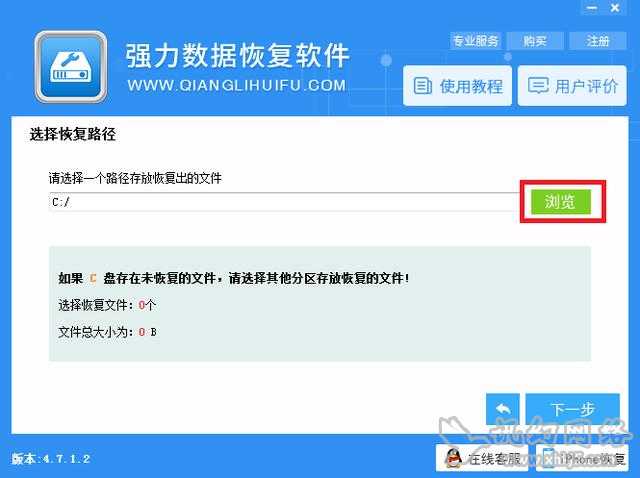 强力数据恢复软件
WWW.QIANGLIHUIFU.COM
专业服务
购买
注册
使用教程
用户评价
选择恢复路径
请选择一个路径存放恢复出的文件
C:/
浏览
如果 C 盘存在未恢复的文件，请选择其他分区存放恢复的文件!
选择恢复文件: 0个
文件总大小为: 0 B
下一步
版本:4.7.1.2
在线客服
iPhone恢复